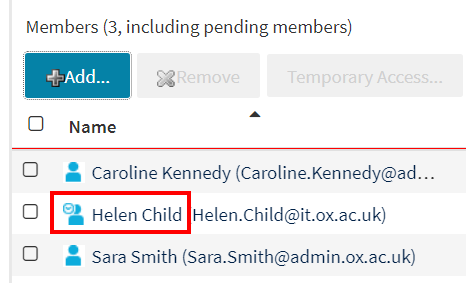 Members (3, including pending members)
Add... Remove Temporary Access...
Name
Caroline Kennedy (Caroline.Kennedy@ad...
Helen Child Helen.Child@it.ox.ac.uk)
Sara Smith (Sara.Smith@admin.ox.ac.uk)